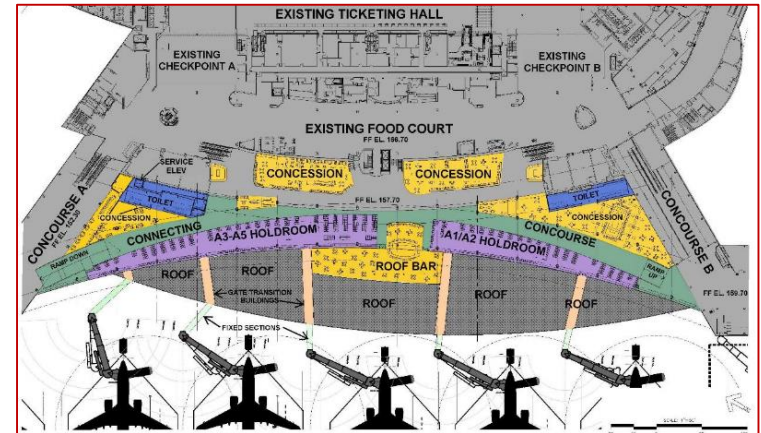 EXISTING TICKETING HALL
EXISTING
CHECKPOINT A
EXISTING
CHECKPOINT B
EXISTING FOOD COURT
FF EL. 156.70
SERVICE
ELEV
CONCESSION
CONCESSION
TOILET
TOILET
FF EL. 157.70
CONCOURSE A
CONCESSION
CONCESSION
CONCOURSE B
CONNECTING
A3-A5 HOLDROOM
A1/A2 HOLDROOM
CONCOURSE
RAMP DOWN
RAMP
UP
ROOF
ROOF
ROOF BAR
ROOF
ROOF
ROOF
FF EL. 159.70
GATE TRANSITION
BUILDINGS
FIXED SECTIONS